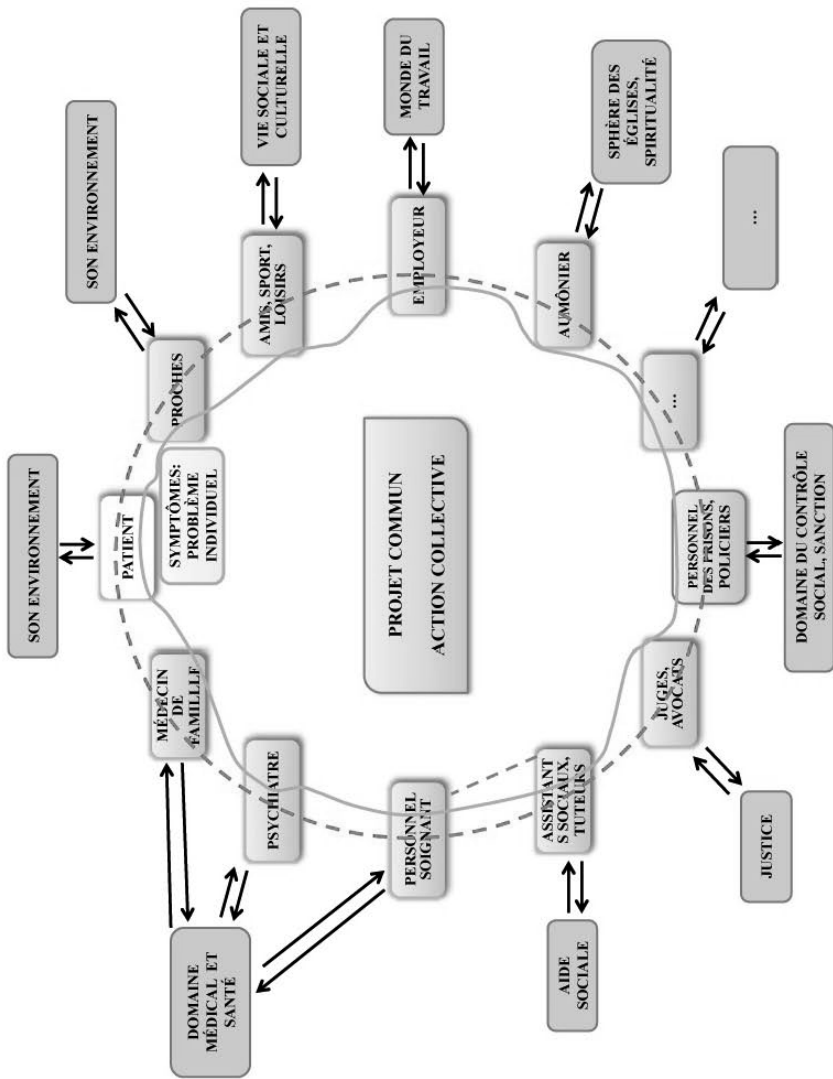 SON ENVIRONNEMENT
PATIENT
SYMPTÔMES:
PROBLÈME
INDIVIDUEL
SON ENVIRONNEMENT
PROCHES
VIE SOCIALE ET
CULTURELLE
AMIS, SPORT,
LOISIRS
MONDE DU
TRAVAIL
EMPLOYEUR
SPHÈRE DES
ÉGLISES,
SPIRITUALITÉ
AUMÔNIER
...
...
PERSONNEL
DES PRISONS,
POLICIERS
DOMAINE DU CONTRÔLE
SOCIAL, SANCTION
JUGES,
AVOCATS
JUSTICE
ASSISTANT
S SOCIAUX,
TUTEURS
AIDE
SOCIALE
PERSONNEL
SOIGNANT
PSYCHIATRE
MÉDECIN
DE
FAMILLLE
DOMAINE
MÉDICAL ET
SANTÉ
PROJET COMMUN
ACTION COLLECTIVE